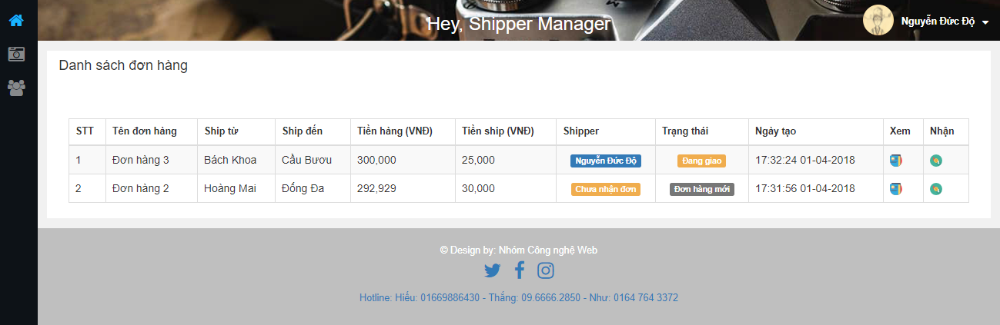 Hey, Shipper Manager
Nguyễn Đức Độ
Danh sách đơn hàng
STT Tên đơn hàng Ship từ Ship đến Tiền hàng (VNĐ) Tiền ship (VNĐ) Shipper Trạng thái Ngày tạo Xem Nhận
1 Đơn hàng 3 Bách Khoa Cầu Bươu 300,000 25,000 Nguyễn Đức Độ Đang giao 17:32:24 01-04-2018
2 Đơn hàng 2 Hoàng Mai Đống Đa 292,929 30,000 Chưa nhận đơn Đơn hàng mới 17:31:56 01-04-2018
© Design by: Nhóm Công nghệ Web
Hotline: Hiếu: 01669886430 - Thắng: 09.6666.2850 - Như: 0164 764 3372